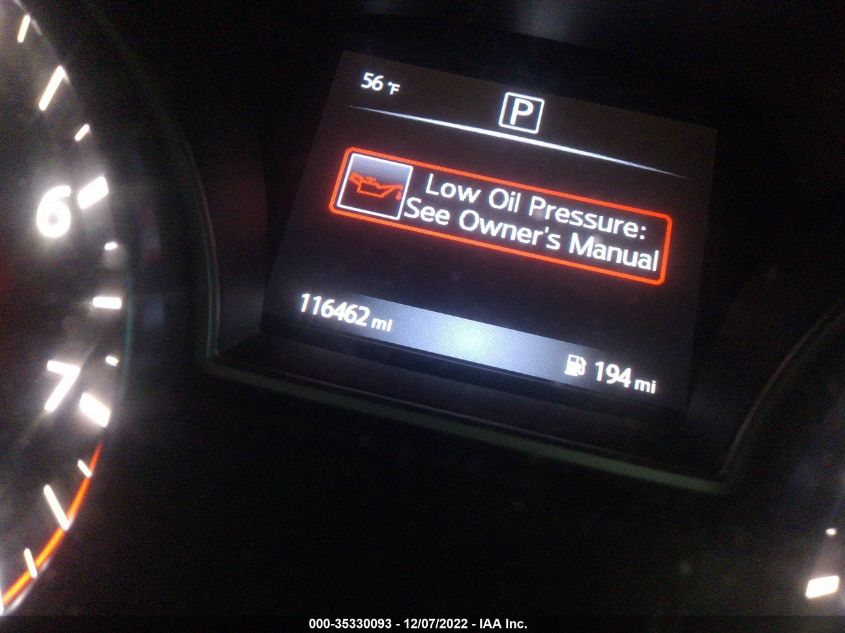 56 °F
P
Low Oil Pressure:
See Owner's Manual
116462 mi
194 mi
6
7
000-35330093 - 12/07/2022 - IAA Inc.